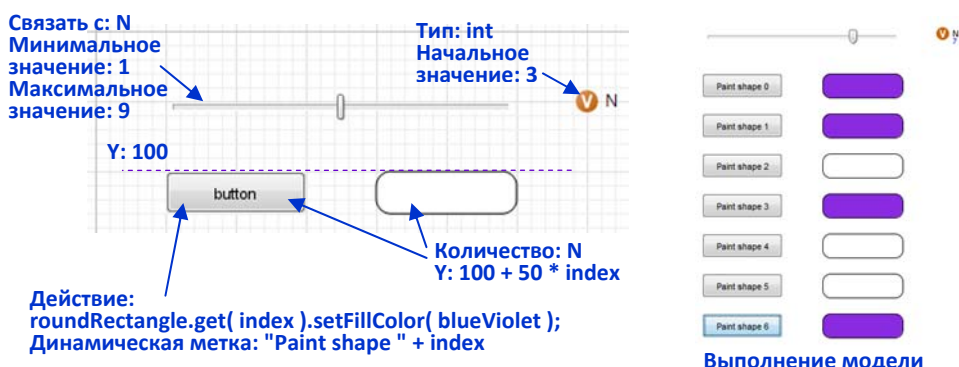 Связать с: N
Минимальное
значение: 1
Максимальное
значение: 9
Тип: int
Начальное
значение: 3
V N
Y: 100
button
Количество: N
Y: 100 + 50 * index
Действие:
roundRectangle.get( index ).setFillColor( blueViolet );
Динамическая метка: "Paint shape " + index
V N
7
Paint shape 0
Paint shape 1
Paint shape 2
Paint shape 3
Paint shape 4
Paint shape 5
Paint shape 6
Выполнение модели